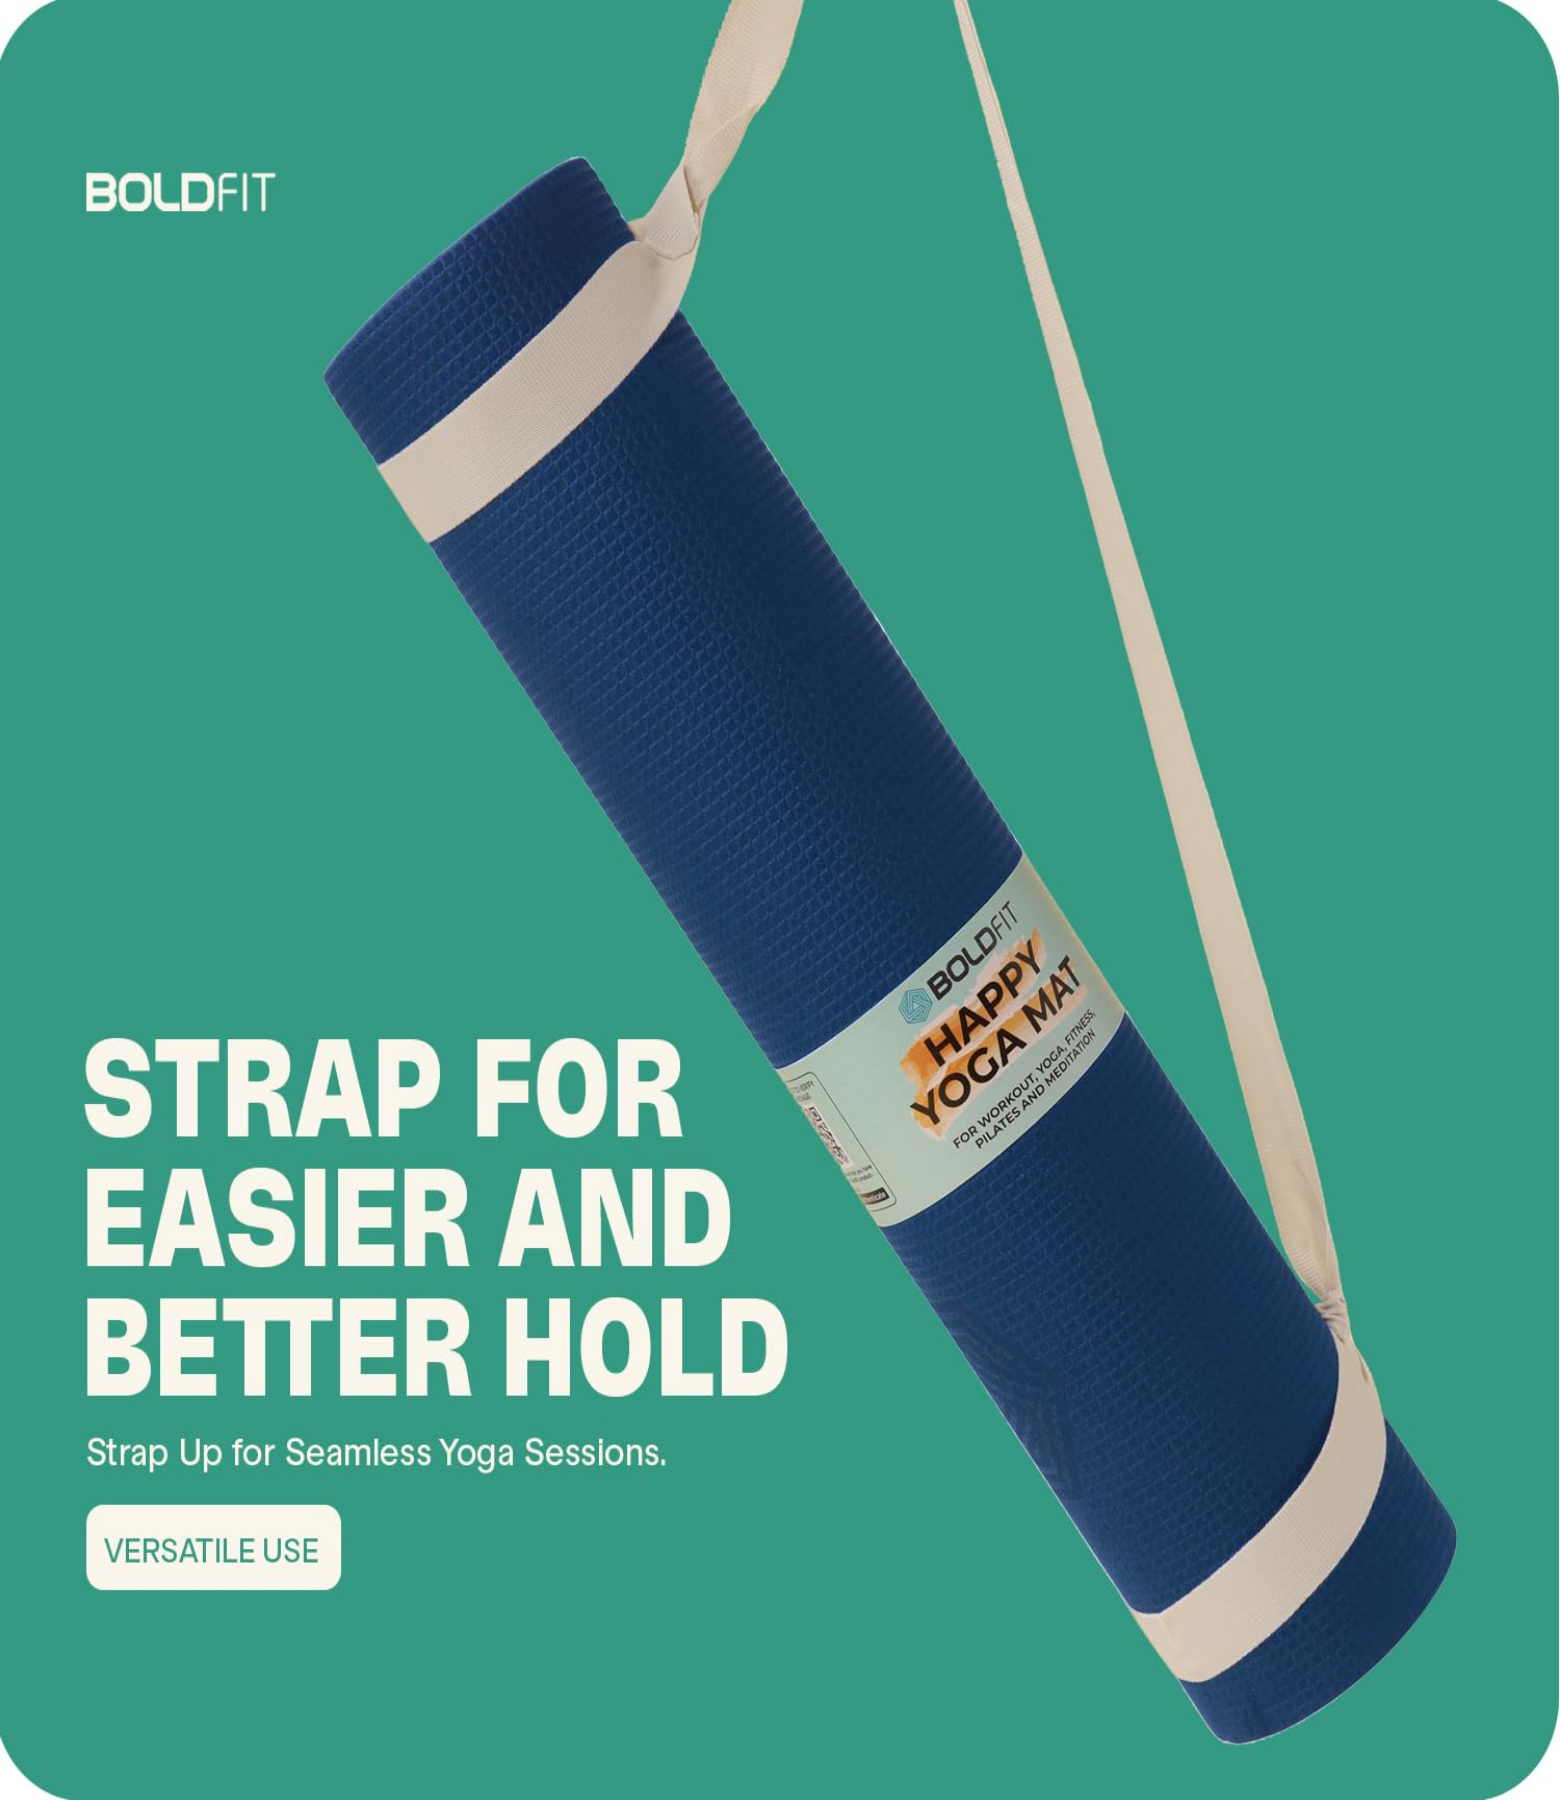 BOLDFIT
BOLDFIT
HAPPY
YOGA MAT
FOR WORKOUT, YOGA, FITNESS,
PILATES AND MEDITATION
STRAP FOR
EASIER AND
BETTER HOLD
Strap Up for Seamless Yoga Sessions.
VERSATILE USE